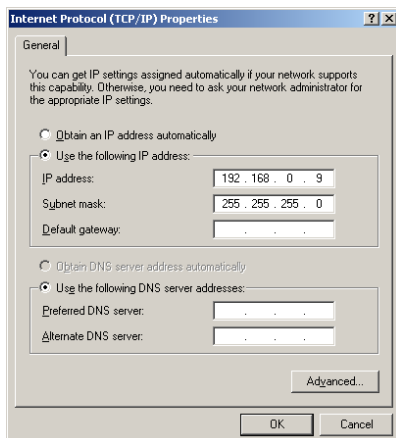 Internet Protocol (TCP/IP) Properties
General
You can get IP settings assigned automatically if your network supports
this capability. Otherwise, you need to ask your network administrator for
the appropriate IP settings.
Obtain an IP address automatically
Use the following IP address:
IP address: 192 . 168 . 0 . 9
Subnet mask: 255 . 255 . 255 . 0
Default gateway: . . .
Obtain DNS server address automatically
Use the following DNS server addresses:
Preferred DNS server: . . .
Alternate DNS server: . . .
Advanced...
OK Cancel